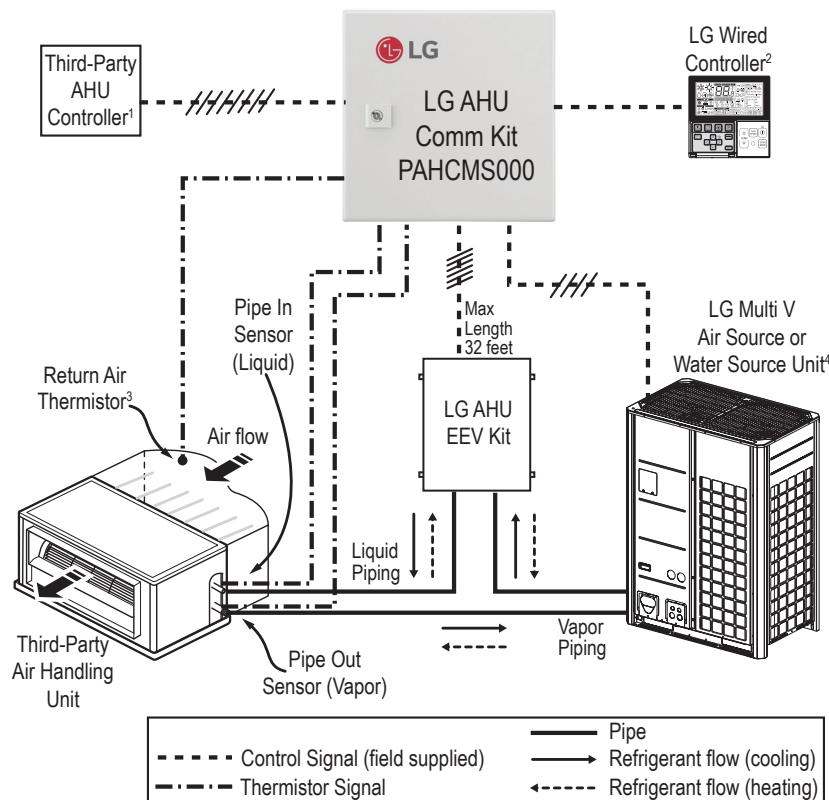 Third-Party
AHU
Controller1
LG
LG AHU
Comm Kit
PAHCMS000
LG Wired
Controller2
Pipe In
Sensor
(Liquid)
Max
Length
32 feet
LG Multi V
Air Source or
Water Source Unit4
Return Air
Thermistor3
Air flow
LG AHU
EEV Kit
Liquid
Piping
Vapor
Piping
Third-Party
Air Handling
Unit
Pipe Out
Sensor (Vapor)
Control Signal (field supplied)
Thermistor Signal
Pipe
Refrigerant flow (cooling)
Refrigerant flow (heating)